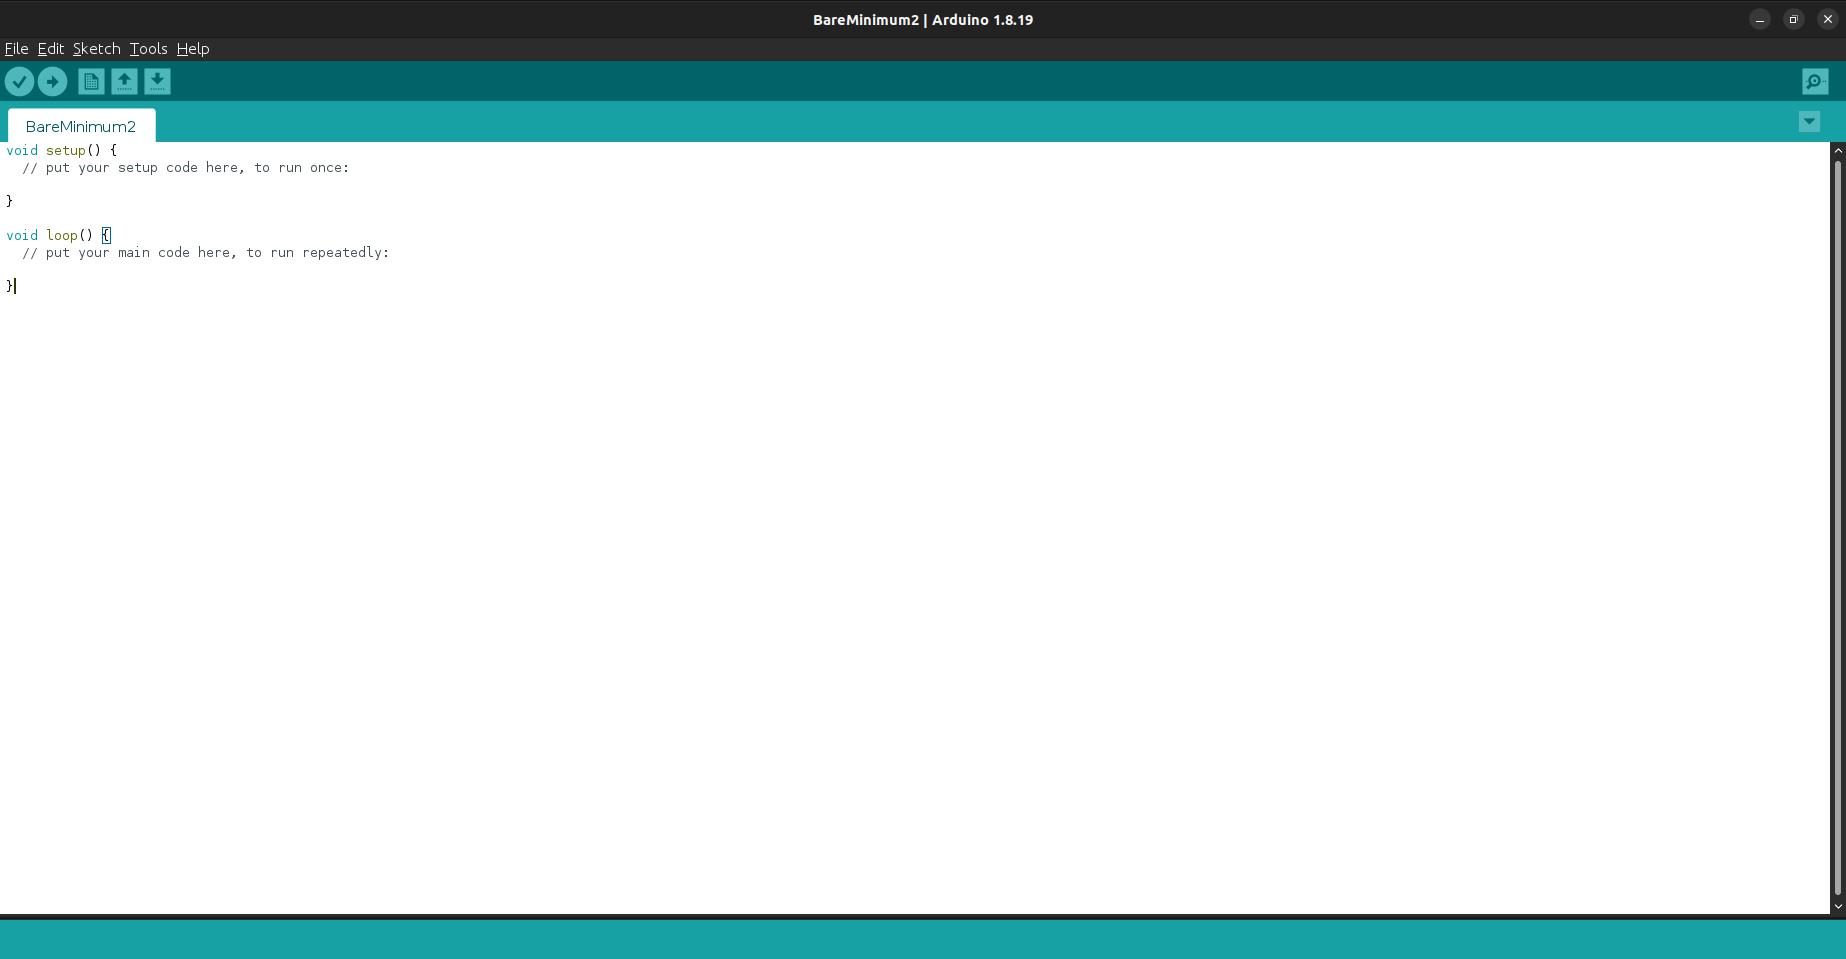 BareMinimum2 | Arduino 1.8.19
File Edit Sketch Tools Help
BareMinimum2
void setup() {
  // put your setup code here, to run once:
}
void loop() {
  // put your main code here, to run repeatedly:
}